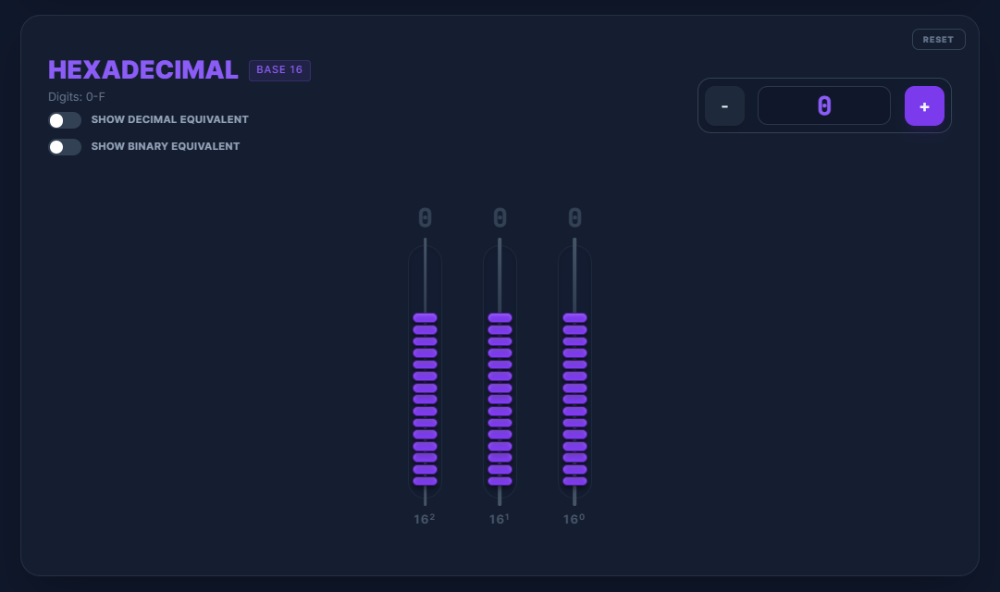 RESET
HEXADECIMAL BASE 16
Digits: 0-F
SHOW DECIMAL EQUIVALENT
SHOW BINARY EQUIVALENT
- 0 +
0 0 0
16² 16¹ 16⁰